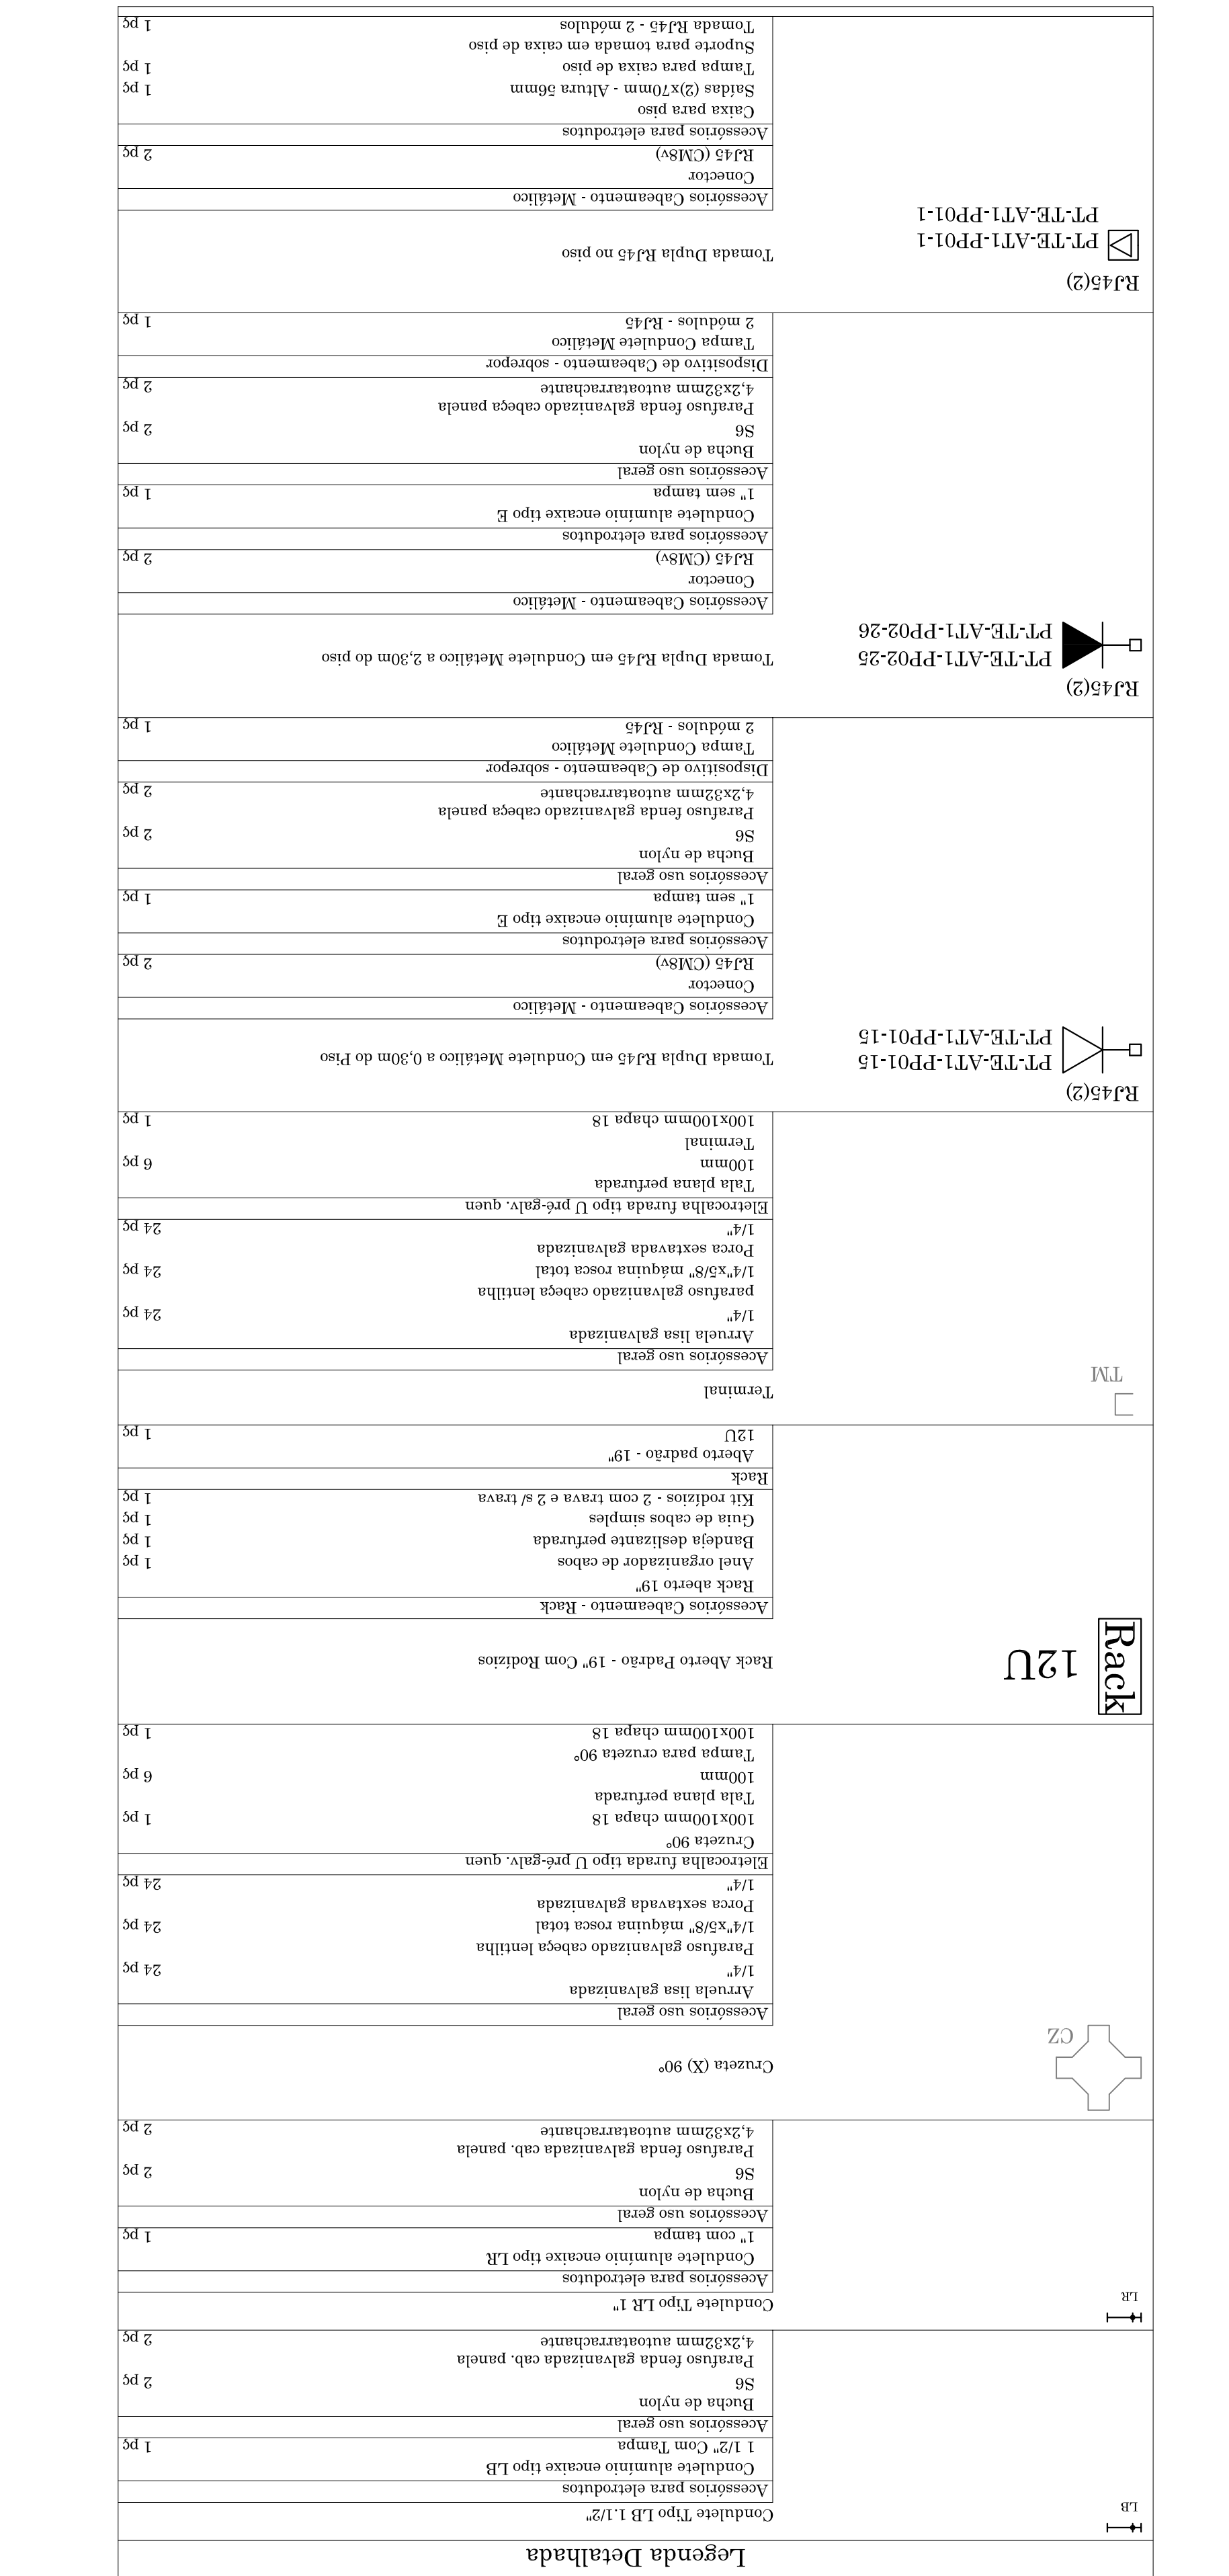 Legenda Detalhada
LB
Condulete Tipo LB 1.1/2"
Acessórios para eletrodutos
Condulete alumínio encaixe tipo LB
1 1/2" Com Tampa 1 pç
Acessórios uso geral
Bucha de nylon
S6 2 pç
Parafuso fenda galvanizada cab. panela
4,2x32mm autoatarrachante 2 pç
LR
Condulete Tipo LR 1"
Acessórios para eletrodutos
Condulete alumínio encaixe tipo LR
1" com tampa 1 pç
Acessórios uso geral
Bucha de nylon
S6 2 pç
Parafuso fenda galvanizada cab. panela
4,2x32mm autoatarrachante 2 pç
CZ
Cruzeta (X) 90°
Acessórios uso geral
Arruela lisa galvanizada
1/4" 24 pç
Parafuso galvanizado cabeça lentilha
1/4"x5/8" máquina rosca total 24 pç
Porca sextavada galvanizada
1/4" 24 pç
Eletrocalha furada tipo U pré-galv. quen
Cruzeta 90°
100x100mm chapa 18 1 pç
Tala plana perfurada
100mm 6 pç
Tampa para cruzeta 90°
100x100mm chapa 18 1 pç
Rack
12U
Rack Aberto Padrão - 19" Com Rodízios
Acessórios Cabeamento - Rack
Rack aberto 19"
Anel organizador de cabos 1 pç
Bandeja deslizante perfurada 1 pç
Guia de cabos simples 1 pç
Kit rodízios - 2 com trava e 2 s/ trava 1 pç
Rack
Aberto padrão - 19"
12U 1 pç
TM
Terminal
Acessórios uso geral
Arruela lisa galvanizada
1/4" 24 pç
parafuso galvanizado cabeça lentilha
1/4"x5/8" máquina rosca total 24 pç
Porca sextavada galvanizada
1/4" 24 pç
Eletrocalha furada tipo U pré-galv. quen
Tala plana perfurada
100mm 6 pç
Terminal
100x100mm chapa 18 1 pç
RJ45(2)
PT-TE-AT1-PP01-15
PT-TE-AT1-PP01-15
Tomada Dupla RJ45 em Condulete Metálico a 0,30m do Piso
Acessórios Cabeamento - Metálico
Conector
RJ45 (CM8v) 2 pç
Acessórios para eletrodutos
Condulete alumínio encaixe tipo E
1" sem tampa 1 pç
Acessórios uso geral
Bucha de nylon
S6 2 pç
Parafuso fenda galvanizado cabeça panela
4,2x32mm autoatarrachante 2 pç
Dispositivo de Cabeamento - sobrepor
Tampa Condulete Metálico
2 módulos - RJ45 1 pç
RJ45(2)
PT-TE-AT1-PP02-25
PT-TE-AT1-PP02-26
Tomada Dupla RJ45 em Condulete Metálico a 2,30m do piso
Acessórios Cabeamento - Metálico
Conector
RJ45 (CM8v) 2 pç
Acessórios para eletrodutos
Condulete alumínio encaixe tipo E
1" sem tampa 1 pç
Acessórios uso geral
Bucha de nylon
S6 2 pç
Parafuso fenda galvanizado cabeça panela
4,2x32mm autoatarrachante 2 pç
Dispositivo de Cabeamento - sobrepor
Tampa Condulete Metálico
2 módulos - RJ45 1 pç
RJ45(2)
PT-TE-AT1-PP01-1
PT-TE-AT1-PP01-1
Tomada Dupla RJ45 no piso
Acessórios Cabeamento - Metálico
Conector
RJ45 (CM8v) 2 pç
Acessórios para eletrodutos
Caixa para piso
Saídas (2)x70mm - Altura 56mm 1 pç
Tampa para caixa de piso 1 pç
Suporte para tomada em caixa de piso
Tomada RJ45 - 2 módulos 1 pç